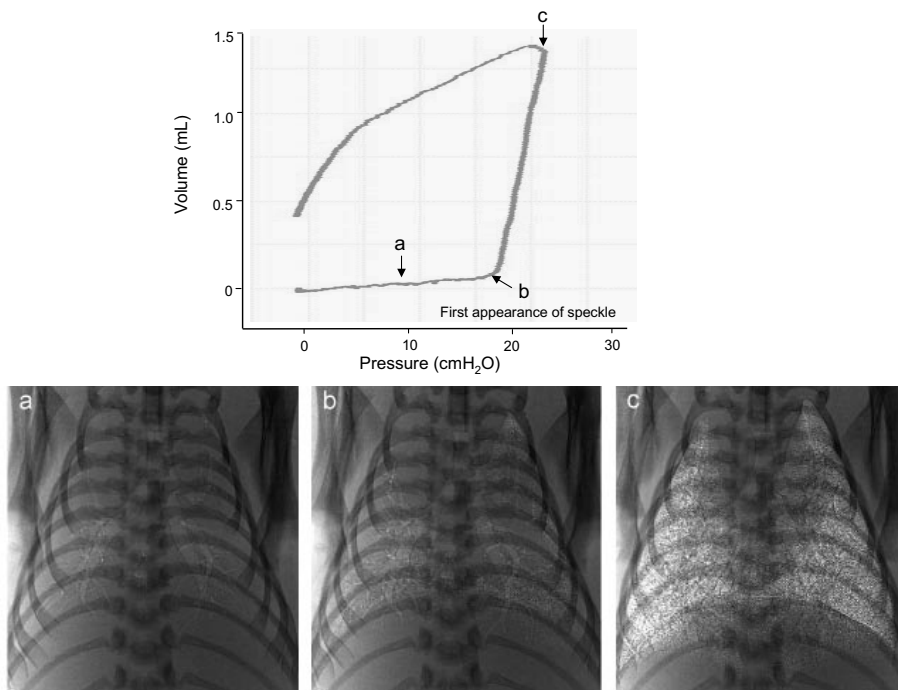 c
1.5
1.0
0.5
0
Volume (mL)
a
b
First appearance of speckle
0 10 20 30
Pressure (cmH₂O)
a b c